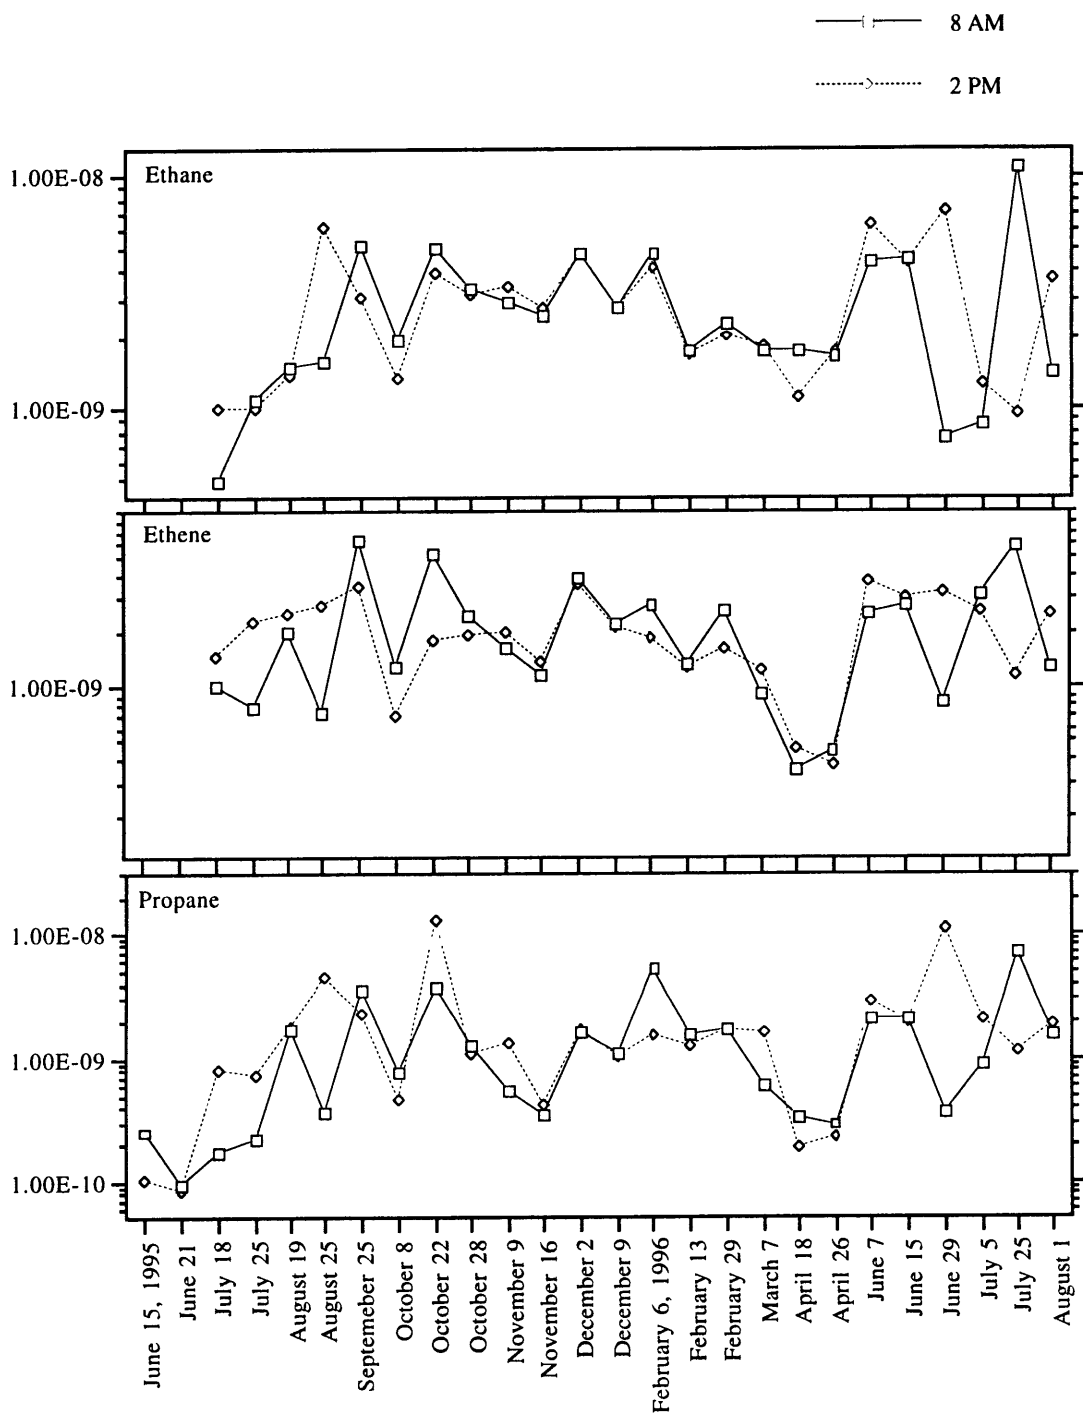 8 AM
2 PM
Ethane
1.00E-08
1.00E-09
Ethene
1.00E-09
Propane
1.00E-08
1.00E-09
1.00E-10
June 15, 1995
June 21
July 18
July 25
August 19
August 25
Septemeber 25
October 8
October 22
October 28
November 9
November 16
December 2
December 9
February 6, 1996
February 13
February 29
March 7
April 18
April 26
June 7
June 15
June 29
July 5
July 25
August 1